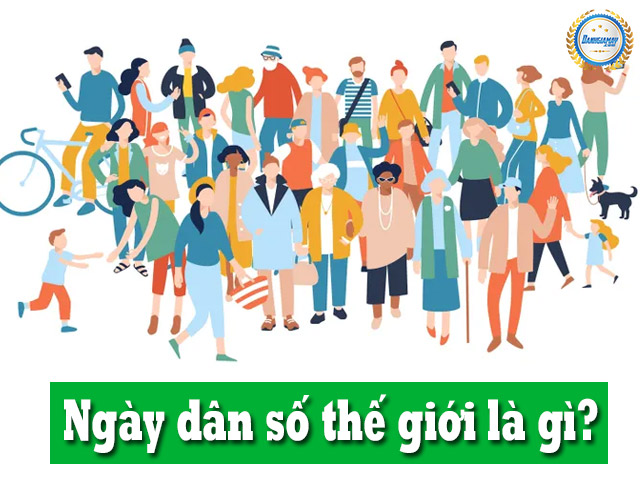 Ngày dân số thế giới là gì?